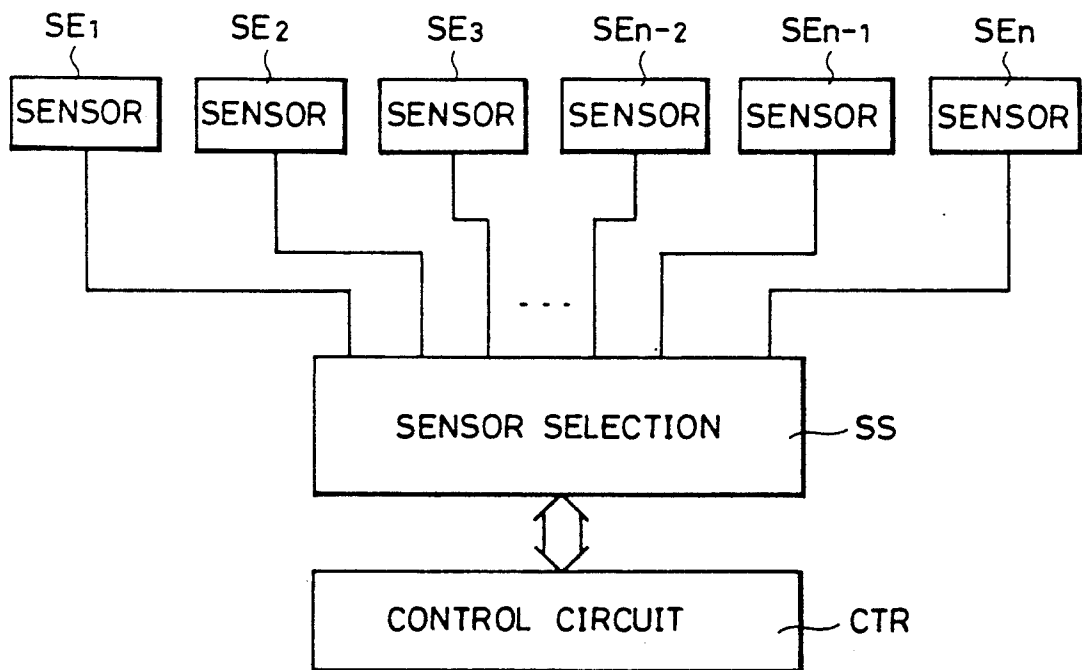 SE1 SE2 SE3 SEn-2 SEn-1 SEn
SENSOR SENSOR SENSOR SENSOR SENSOR SENSOR
...
SENSOR SELECTION SS
CONTROL CIRCUIT CTR